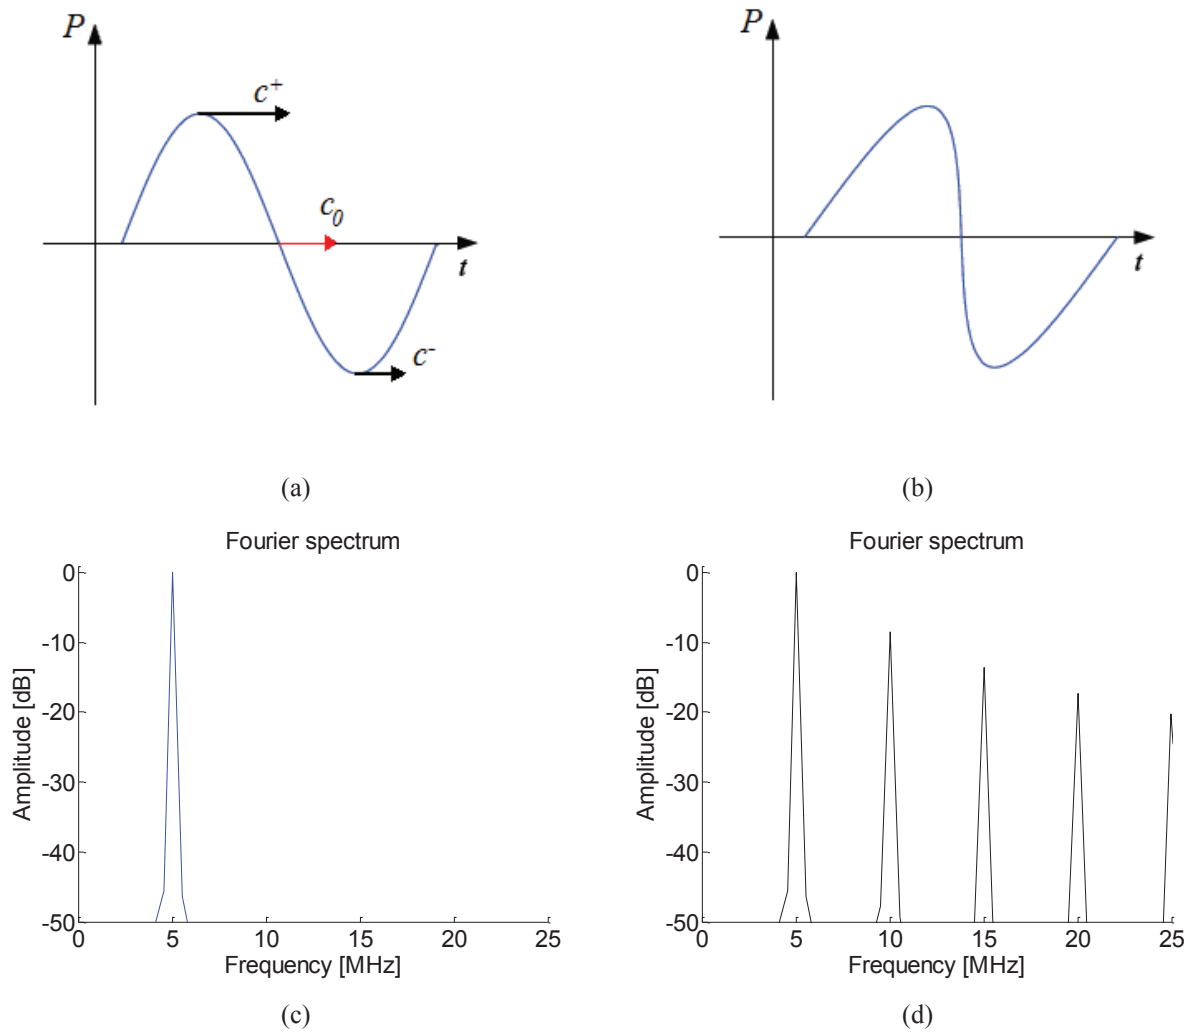 P
c+
c0
t
c-
(a)
P
t
(b)
Fourier spectrum
Amplitude [dB]
0
-10
-20
-30
-40
-50
0 5 10 15 20 25
Frequency [MHz]
(c)
Fourier spectrum
Amplitude [dB]
0
-10
-20
-30
-40
-50
0 5 10 15 20 25
Frequency [MHz]
(d)